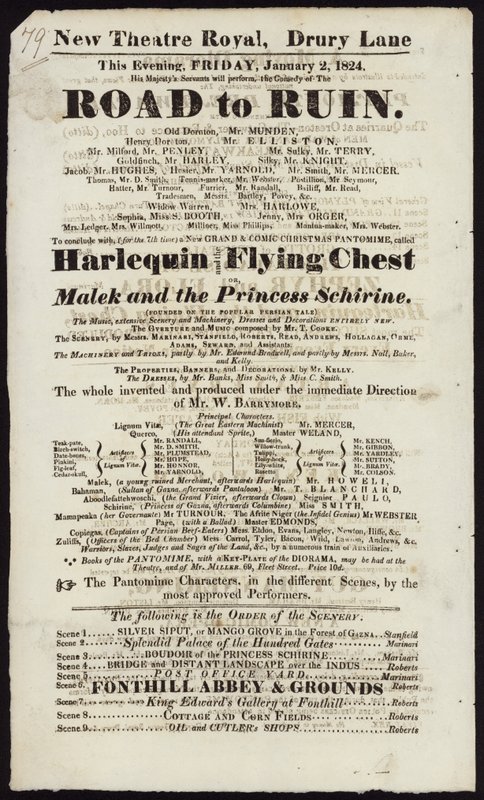 79
New Theatre Royal, Drury Lane
This Evening, FRIDAY, January 2, 1824,
His Majesty's Servants will perform, the Comedy of The
ROAD to RUIN.
Old Dornton, Mr. MUNDEN,
Henry Dornton, Mr. ELLISTON,
Mr. Milford, Mr. PENLEY, Mr. Sulky, Mr. TERRY,
Goldfinch, Mr HARLEY, Silky, Mr. KNIGHT,
Jacob, Mr. HUGHES, Hosier, Mr YARNOLD, Mr. Smith, Mr. MERCER,
Thomas, Mr. D. Smith, Tennis-marker, Mr. Webster, Postillion, Mr Seymour,
Hatter, Mr. Turnour, Furrier, Mr. Randall, Bailiff, Mr. Read,
Tradesmen, Messrs. Bartley, Povey, &c.
Widow Warren, Mrs. HARLOWE,
Sophia, Miss S. BOOTH, Jenny, Mrs ORGER,
Mrs. Ledger, Mrs. Willmott, Milliner, Miss Phillips, Mantua-maker, Mrs. Webster.
To conclude with, (for the 7th time) a New GRAND & COMIC CHRISTMAS PANTOMIME, called
Harlequin and the Flying Chest
OR,
Malek and the Princess Schirine.
(FOUNDED ON THE POPULAR PERSIAN TALE)
The Music, extensive Scenery and Machinery, Dresses and Decorations ENTIRELY NEW.
The OVERTURE and MUSIC composed by Mr. T. COOKE.
The SCENERY, by Messrs. MARINARI, STANFIELD, ROBERTS, READ, ANDREWS, HOLLAGAN, ORME,
ADAMS, SEWARD, and Assistants.
The MACHINERY and TRICKS, partly by Mr. Edmund Bradwell, and partly by Messrs. Nall, Baker,
and Kelly.
The PROPERTIES, BANNERS, and DECORATIONS, by Mr. KELLY.
The DRESSES, by Mr. Banks, Miss Smith, & Miss C. Smith.
The whole invented and produced under the immediate Direction
of Mr. W. BARRYMORE.
Principal Characters.
Lignum Vitæ, (The Great Eastern Machinist) Mr. MERCER,
Querco, (His attendant Sprite,) Master WELAND,
Teak-pate, Mr. RANDALL, Mr. KENCH,
Birch-switch, Artificers Mr. D. SMITH, Willow-trunk, Artificers Mr. GIBBON,
Mr. PLUMSTEAD, Tulippi, Mr. YARDLEY,
of Mr. HOPE, Holly-bock, of Mr. SUTTON,
Fig-leaf, Lignum Vitæ. Mr. HONNOR, Lilly-white, Lignum Vitæ. Mr. BRADY,
Mr. YARNOLD, Rosetto, Mr. COLSON.
Malek, (a young ruined Merchant, afterwards Harlequin) Mr. HOWELL,
Bahaman, (Sultan of Gazna, afterwards Pantaloon) Mr. T. BLANCHARD,
(the Grand Visier, afterwards Clown) Seignior PAULO,
Schirine, (Princess of Gazna, afterwards Columbine) Miss SMITH,
Mamapeaka (her Governante) Mr TURNOUR, The Afrite Niger (the Infidel Genius) Mr WEBSTER,
Page, (with a Ballad) Master EDMONDS,
Copiegas, (Captains of Persian Beef-Eaters) Mess. Eldon, Evans, Langley, Newton, Iliffe, &c.
Zuliffs, (Officers of the Bed Chamber) Mess. Carrol, Tyler, Bacon, Wild, Lawson, Andrews, &c.
Warriors, Slaves, Judges and Sages of the Land, &c., by a numerous train of Auxiliaries.
Books of the PANTOMIME, with a KEY-PLATE of the DIORAMA, may be had at the
Theatre, and of Mr. MILLER. 69, Fleet Street. Price 10d.
☞ The Pantomime Characters, in the different Scenes, by the
most approved Performers.
The following is the ORDER of the SCENERY:
Scene 1......SILVER SIPUT, or MANGO GROVE in the Forest of GAZNA..Stanfield
Scene 2......Splendid Palace of the Hundred Gates......Marinari
Scene 3......BOUDOIR of the PRINCESS SCHIRINE......Marinari
Scene 4......BRIDGE and DISTANT LANDSCAPE over the INDUS......Roberts
Scene 5......POST OFFICE YARD......Marinari
Scene 6. FONTHILL ABBEY & GROUNDS Roberts
Scene 7......King Edward's Gallery at Fonthill......Roberts
Scene 8......COTTAGE and CORN FIELDS......Roberts
Scene 9......OIL and CUTLER'S SHOPS......Roberts